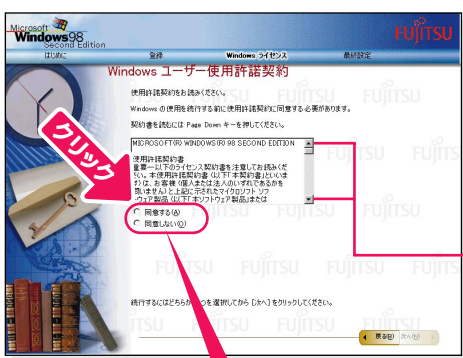 Microsoft
Windows98
Second Edition
FUJITSU
はじめに
登録
Windows ライセンス
最終設定
Windows ユーザー使用許諾契約
使用許諾契約をお読みください。
Windows の使用を続行する前に使用許諾契約に同意する必要があります。
契約書を読むには Page Down キーを押してください。
クリック
MICROSOFT(R) WINDOWS(R) 98 SECOND EDITION
使用許諾契約書
重要－以下のライセンス契約書を注意してお読みくだ
さい。本使用許諾契約書（以下「本契約書」といいま
す）は、お客様（個人または法人のいずれであるかを
問いません）と上記に示されたマイクロソフト ソフ
ウェア製品（以下「本ソフトウェア製品」または
同意する(A)
同意しない(D)
続行するにはどちらか つを選択してから [次へ] をクリックしてください。
戻る(B)
次へ(N)